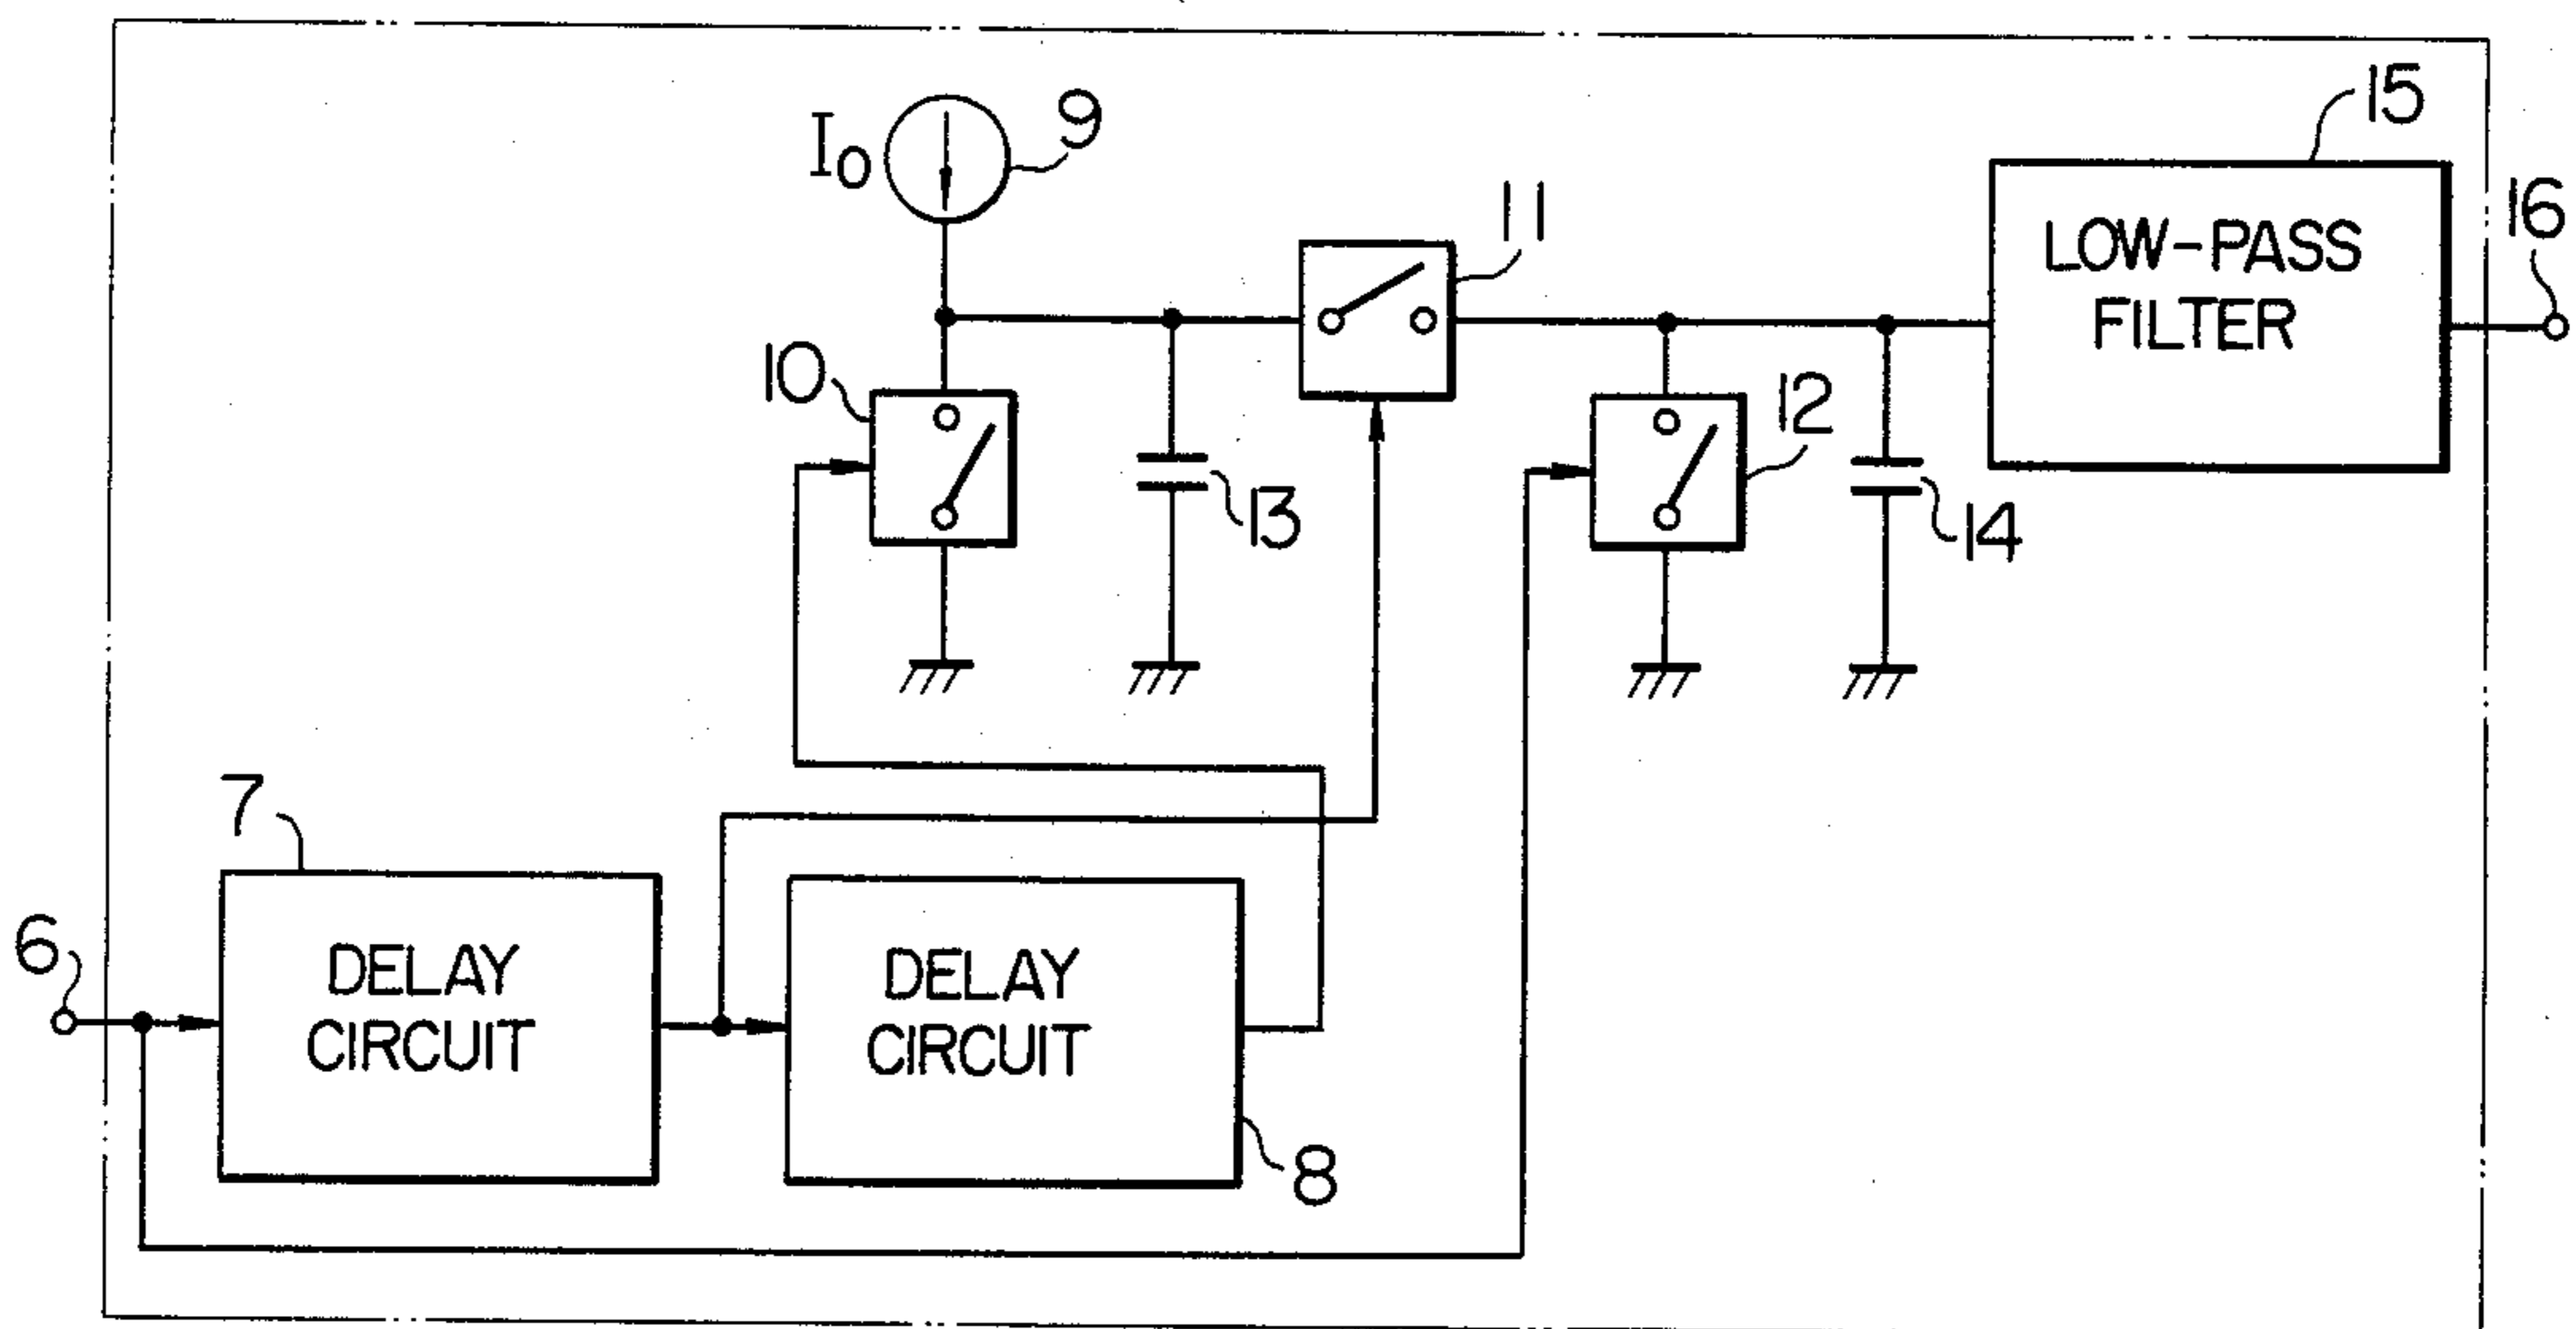 15
I0
9
16
11
LOW-PASS
FILTER
10
12
13
14
7
6
DELAY
CIRCUIT
DELAY
CIRCUIT
8